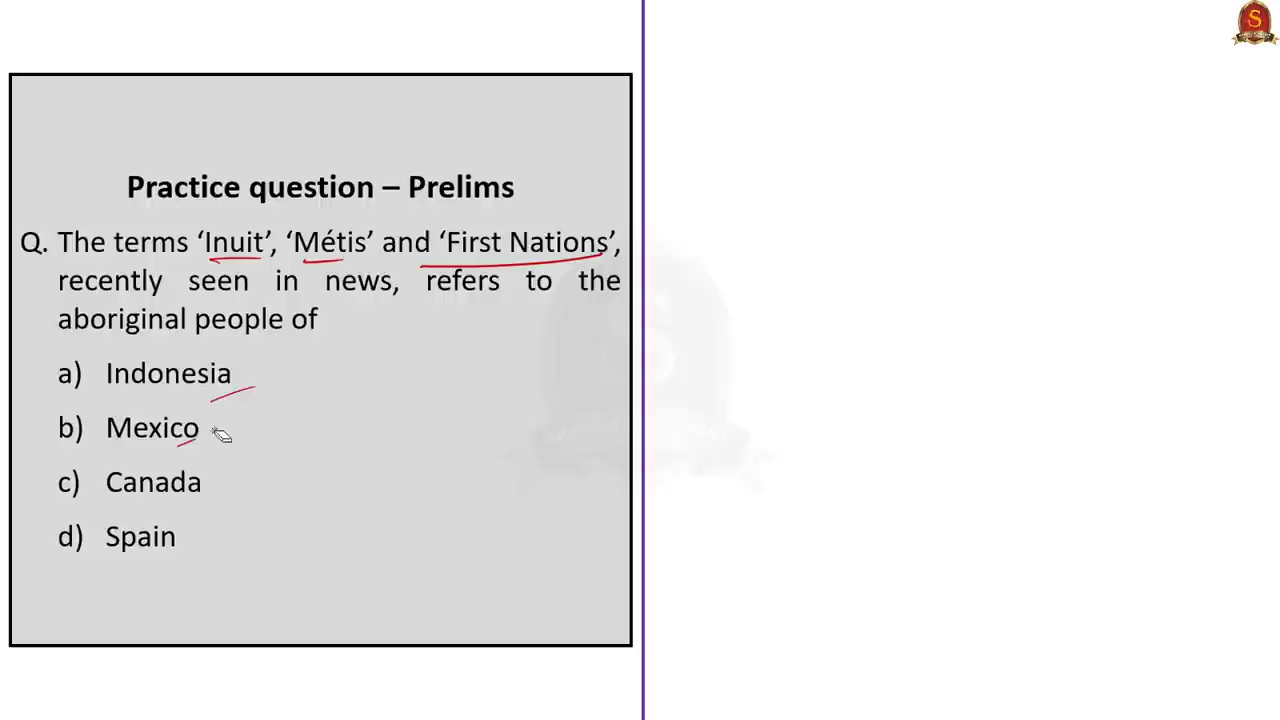 Practice question – Prelims
Q. The terms ‘Inuit’, ‘Métis’ and ‘First Nations’,
recently seen in news, refers to the
aboriginal people of
a) Indonesia
b) Mexico
c) Canada
d) Spain
S